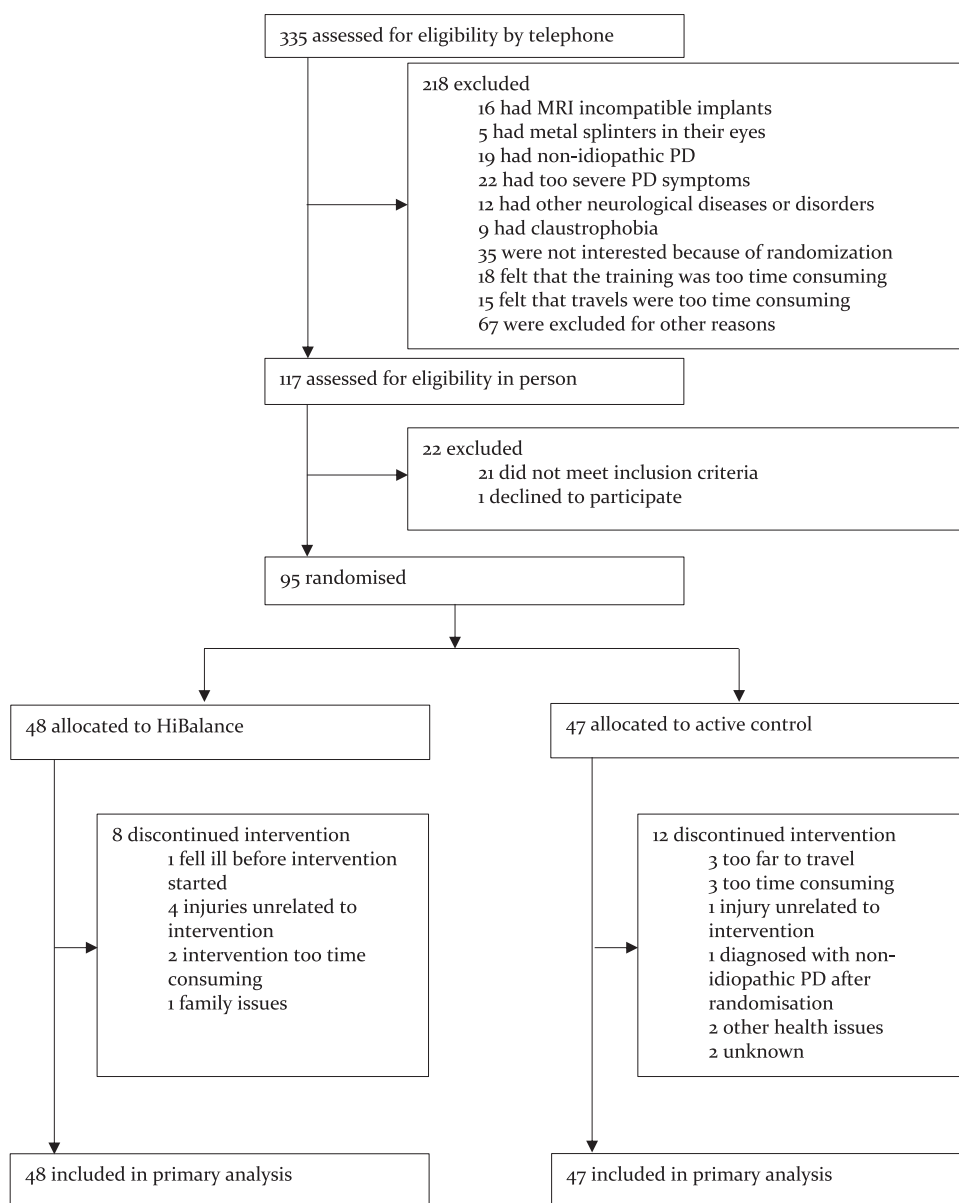 335 assessed for eligibility by telephone
218 excluded
16 had MRI incompatible implants
5 had metal splinters in their eyes
19 had non-idiopathic PD
22 had too severe PD symptoms
12 had other neurological diseases or disorders
9 had claustrophobia
35 were not interested because of randomization
18 felt that the training was too time consuming
15 felt that travels were too time consuming
67 were excluded for other reasons
117 assessed for eligibility in person
22 excluded
21 did not meet inclusion criteria
1 declined to participate
95 randomised
48 allocated to HiBalance
47 allocated to active control
8 discontinued intervention
1 fell ill before intervention
started
4 injuries unrelated to
intervention
2 intervention too time
consuming
1 family issues
12 discontinued intervention
3 too far to travel
3 too time consuming
1 injury unrelated to
intervention
1 diagnosed with non-
idiopathic PD after
randomisation
2 other health issues
2 unknown
48 included in primary analysis
47 included in primary analysis